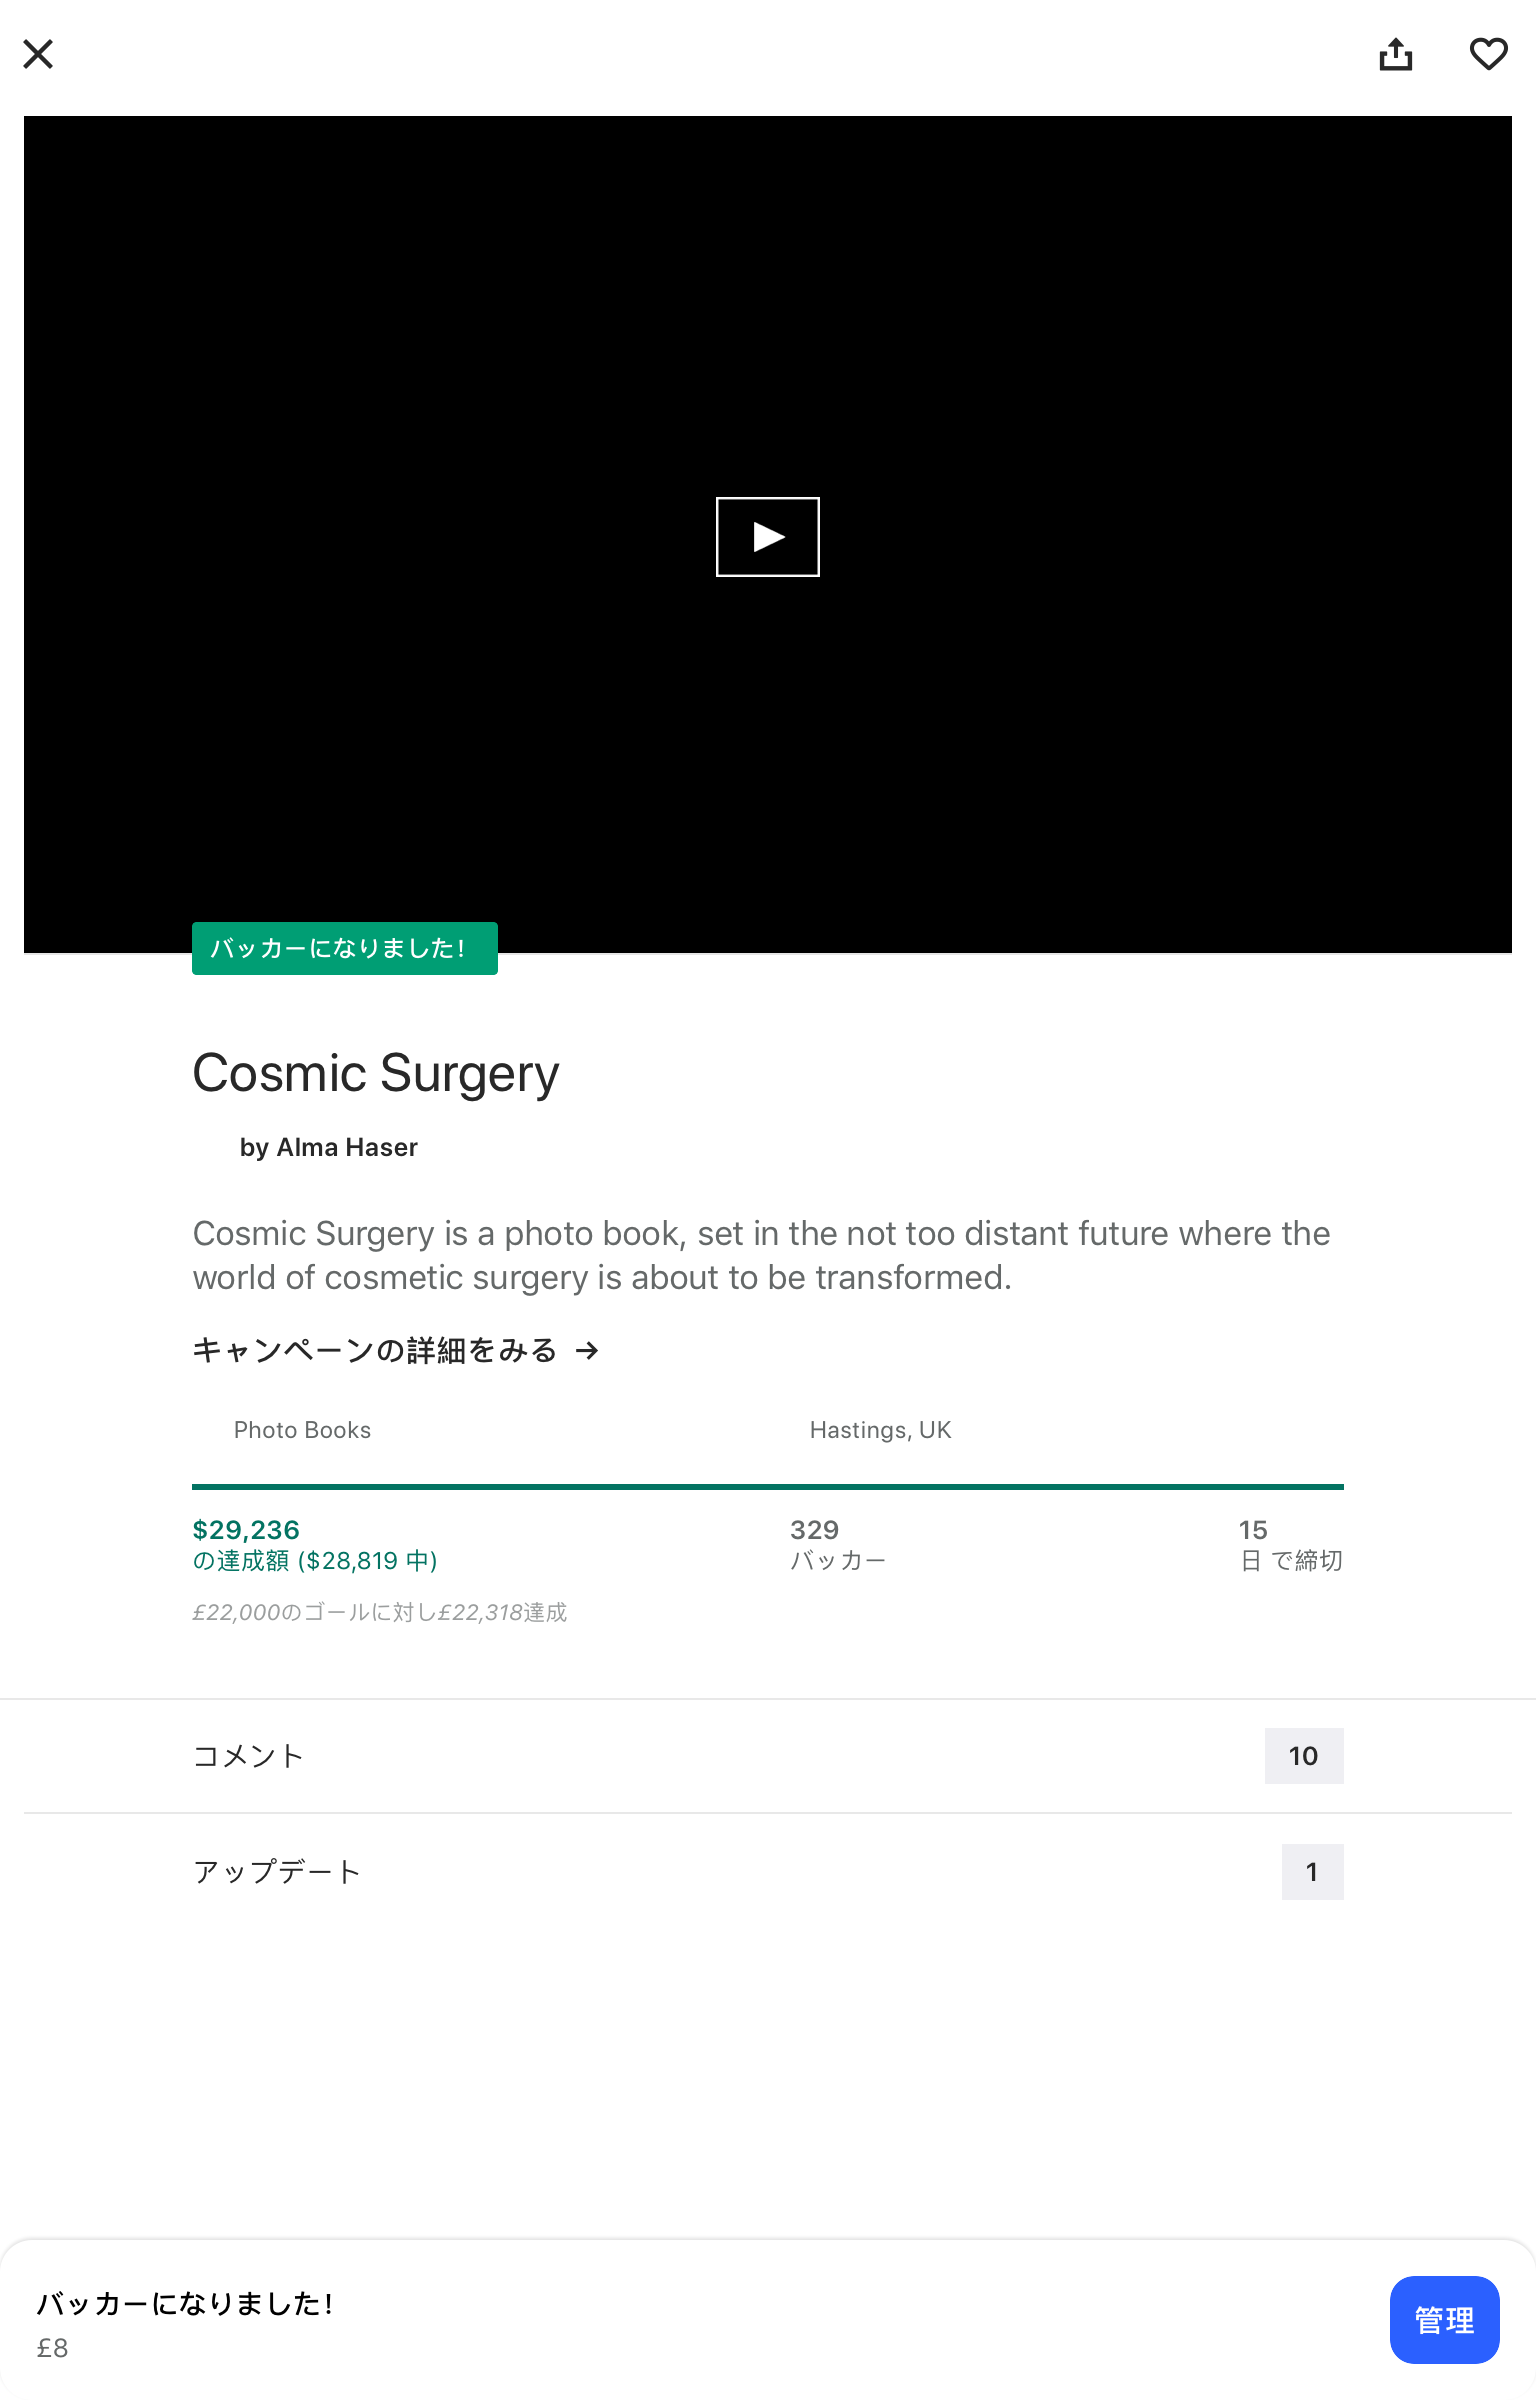 バッカーになりました！
Cosmic Surgery
by Alma Haser
Cosmic Surgery is a photo book, set in the not too distant future where the
world of cosmetic surgery is about to be transformed.
キャンペーンの詳細をみる →
Photo Books
Hastings, UK
$29,236
の達成額 ($28,819 中)
329
バッカー
15
日 で締切
£22,000のゴールに対し£22,318達成
コメント
10
アップデート
1
バッカーになりました！
£8
管理